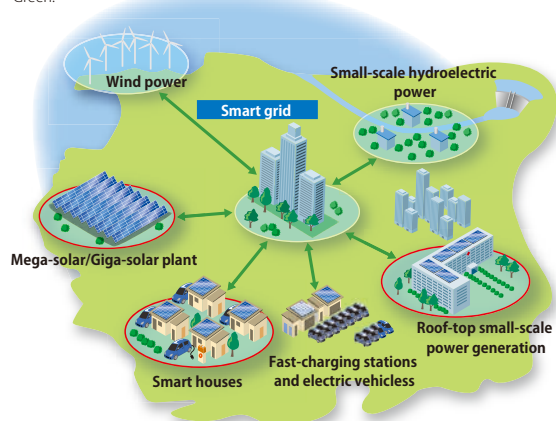 Green.
Wind power
Small-scale hydroelectric
power
Smart grid
Mega-solar/Giga-solar plant
Roof-top small-scale
power generation
Smart houses
Fast-charging stations
and electric vehicless